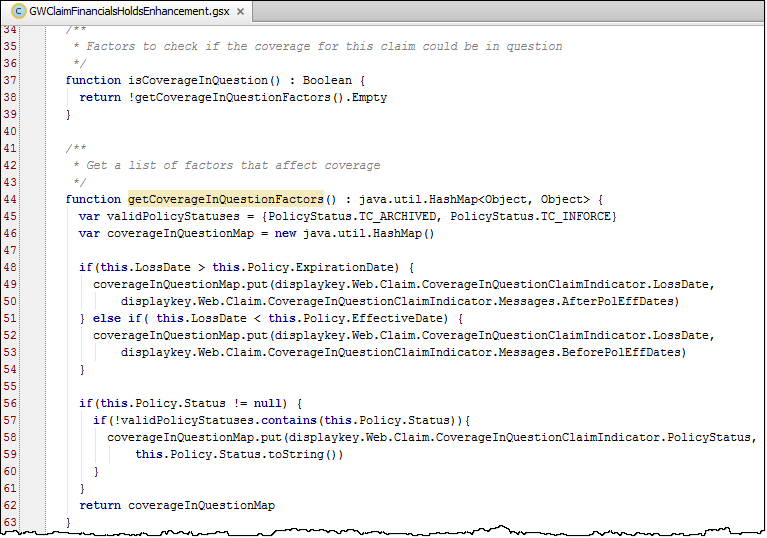 GWClaimFinancialsHoldsEnhancement.gsx
34 /**
35 * Factors to check if the coverage for this claim could be in question
36 */
37 function isCoverageInQuestion() : Boolean {
38 return !getCoverageInQuestionFactors().Empty
39 }
40
41 /**
42 * Get a list of factors that affect coverage
43 */
44 function getCoverageInQuestionFactors() : java.util.HashMap<Object, Object> {
45 var validPolicyStatuses = {PolicyStatus.TC_ARCHIVED, PolicyStatus.TC_INFORCE}
46 var coverageInQuestionMap = new java.util.HashMap()
47
48 if(this.LossDate > this.Policy.ExpirationDate) {
49 coverageInQuestionMap.put(displaykey.Web.Claim.CoverageInQuestionClaimIndicator.LossDate,
50 displaykey.Web.Claim.CoverageInQuestionClaimIndicator.Messages.AfterPolEffDates)
51 } else if( this.LossDate < this.Policy.EffectiveDate) {
52 coverageInQuestionMap.put(displaykey.Web.Claim.CoverageInQuestionClaimIndicator.LossDate,
53 displaykey.Web.Claim.CoverageInQuestionClaimIndicator.Messages.BeforePolEffDates)
54 }
55
56 if(this.Policy.Status != null) {
57 if(!validPolicyStatuses.contains(this.Policy.Status)){
58 coverageInQuestionMap.put(displaykey.Web.Claim.CoverageInQuestionClaimIndicator.PolicyStatus,
59 this.Policy.Status.toString())
60 }
61 }
62 return coverageInQuestionMap
63 }